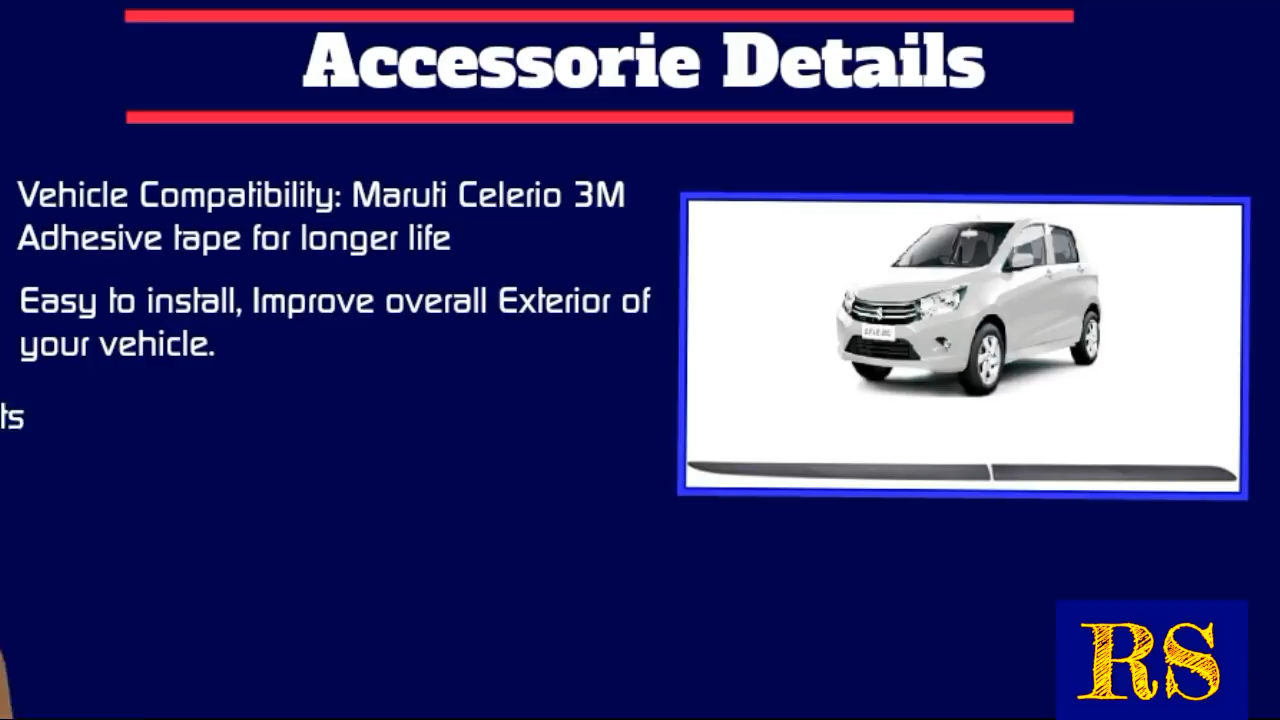 Accessorie Details
Vehicle Compatibility: Maruti Celerio 3M
Adhesive tape for longer life
Easy to install, Improve overall Exterior of
your vehicle.
ts
RS